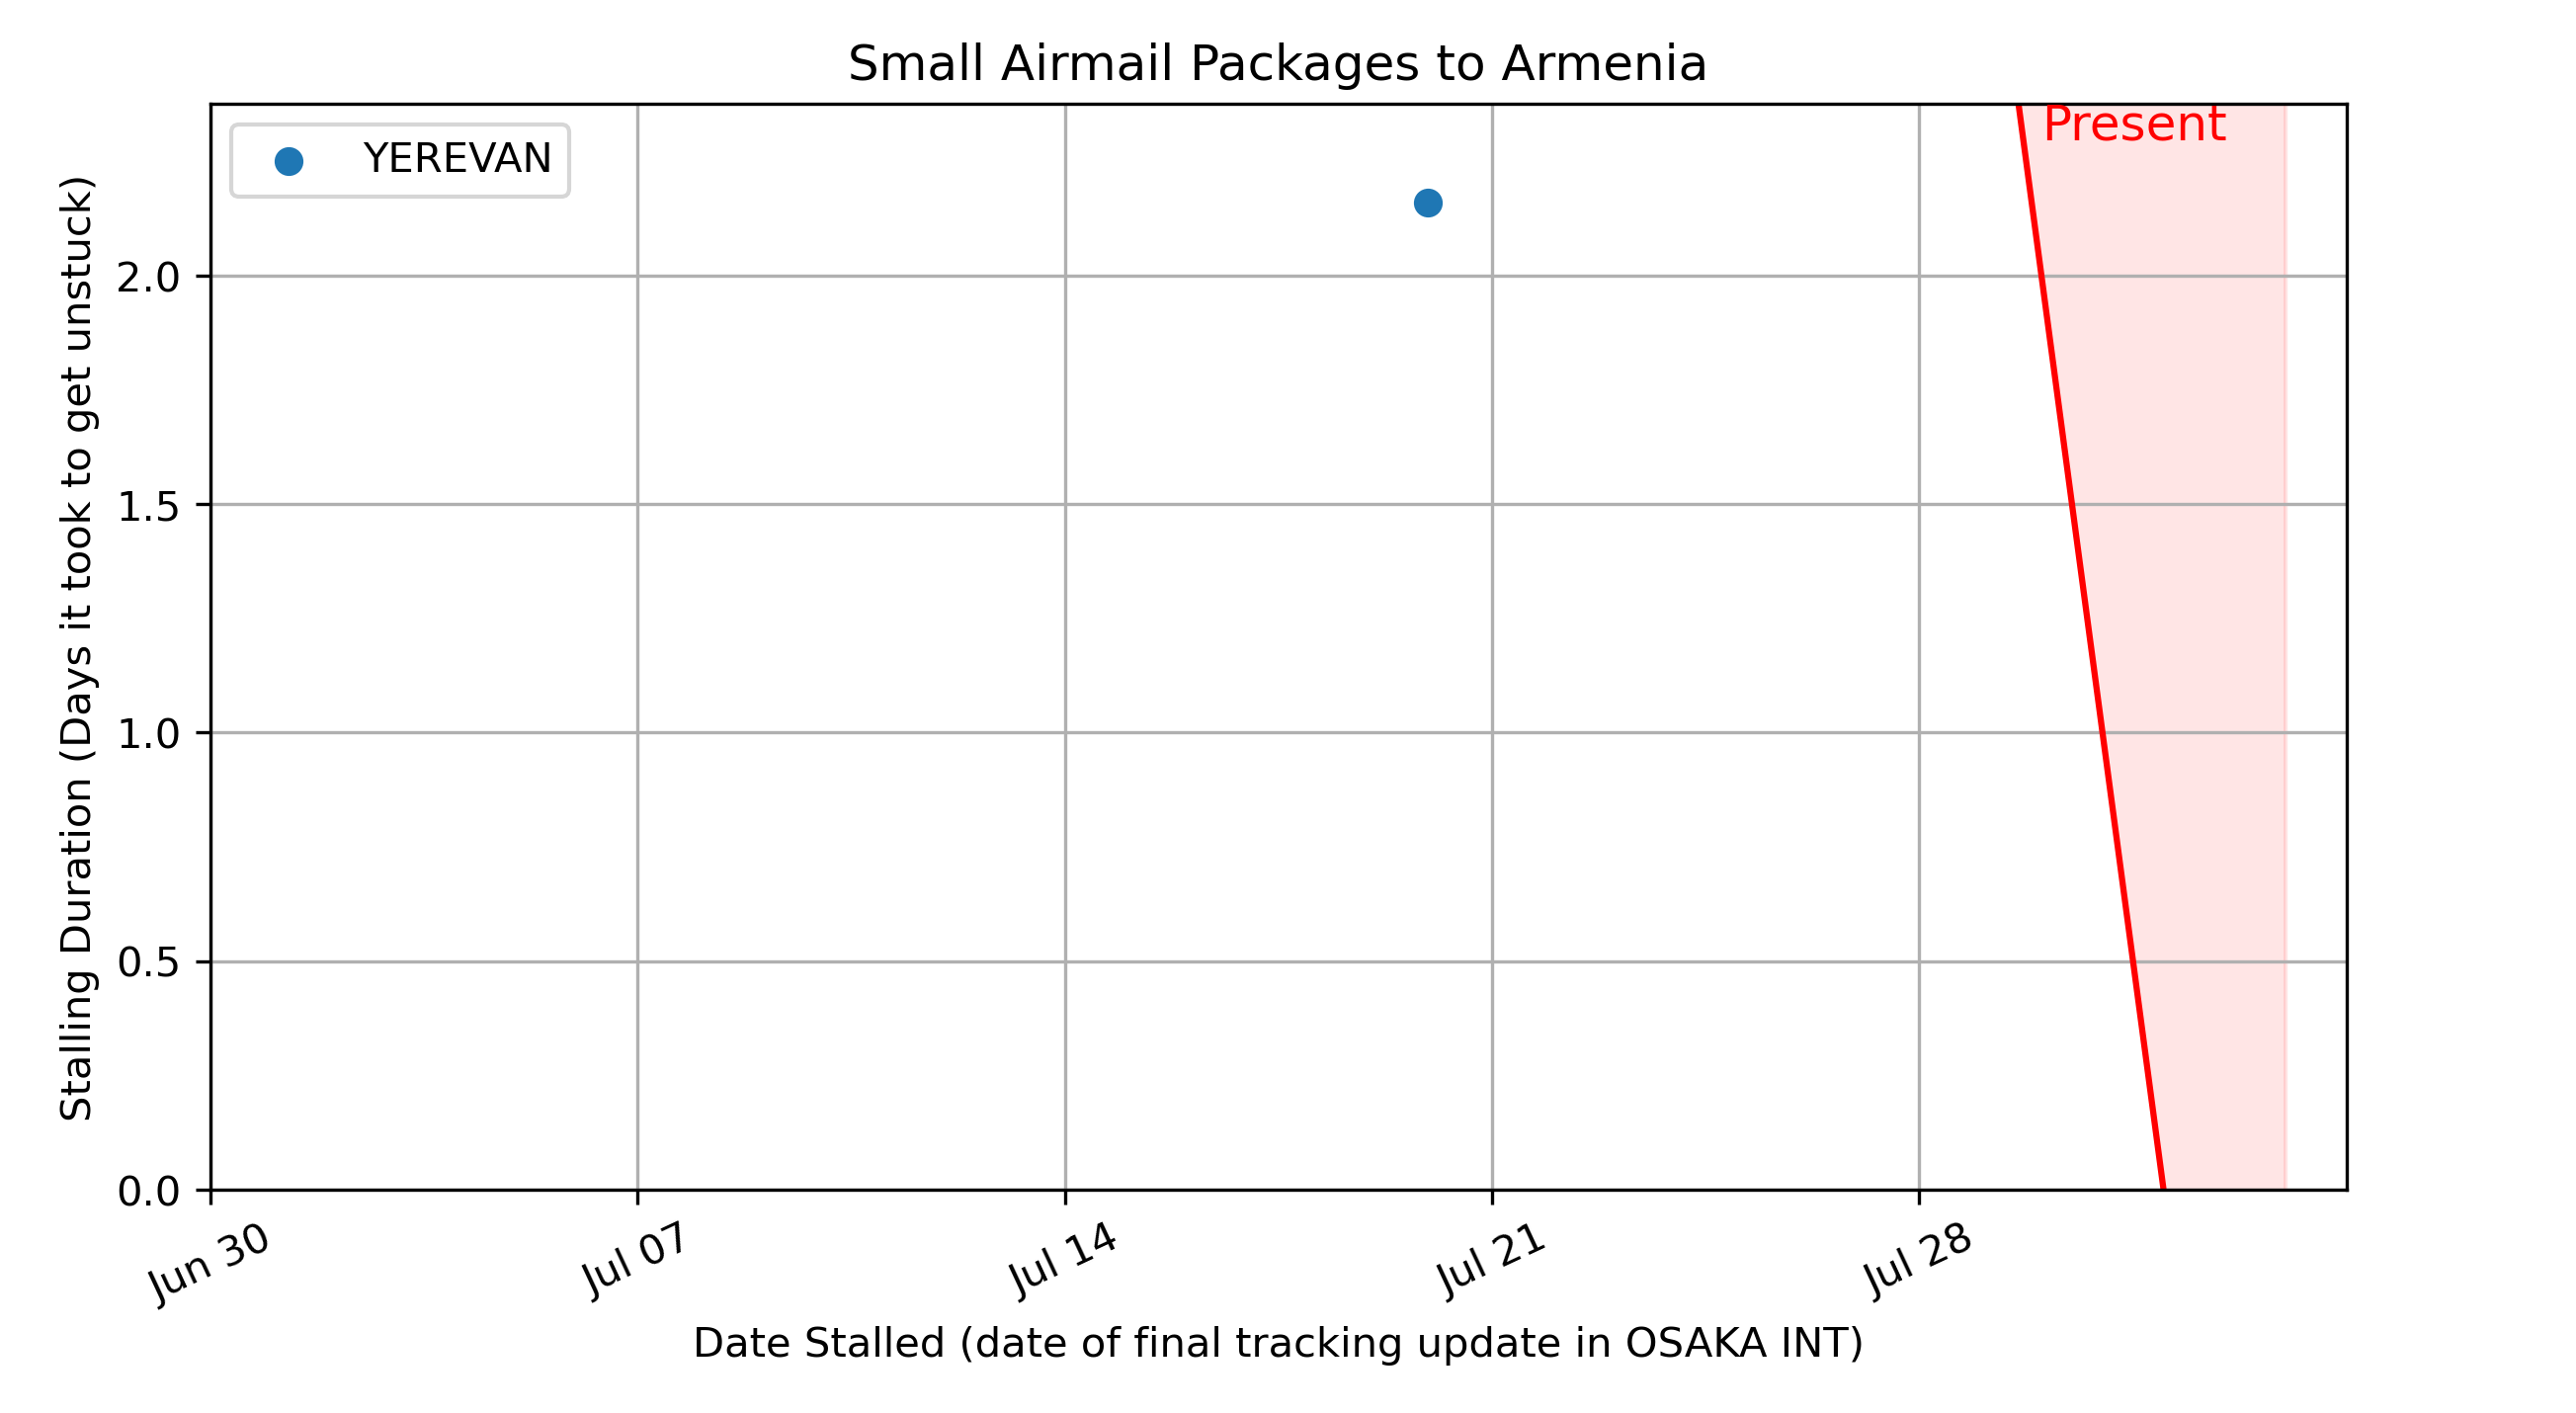 Small Airmail Packages to Armenia
YEREVAN
Present
Stalling Duration (Days it took to get unstuck)
2.0
1.5
1.0
0.5
0.0
Jun 30
Jul 07
Jul 14
Jul 21
Jul 28
Date Stalled (date of final tracking update in OSAKA INT)